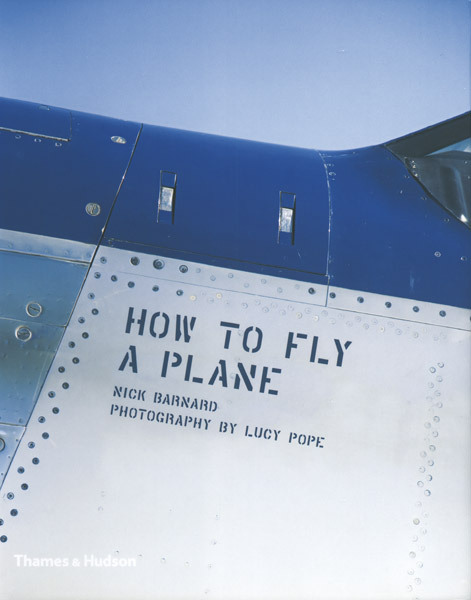 HOW TO FLY
A PLANE
NICK BARNARD
PHOTOGRAPHY BY LUCY POPE
Thames & Hudson